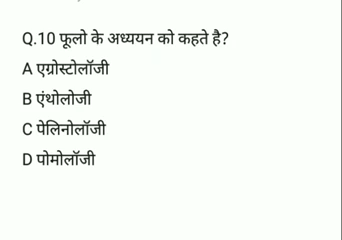 Q.10 फूलो के अध्ययन को कहते है?
A एग्रोस्टोलॉजी
B एंथोलोजी
C पेलिनोलॉजी
D पोमोलॉजी